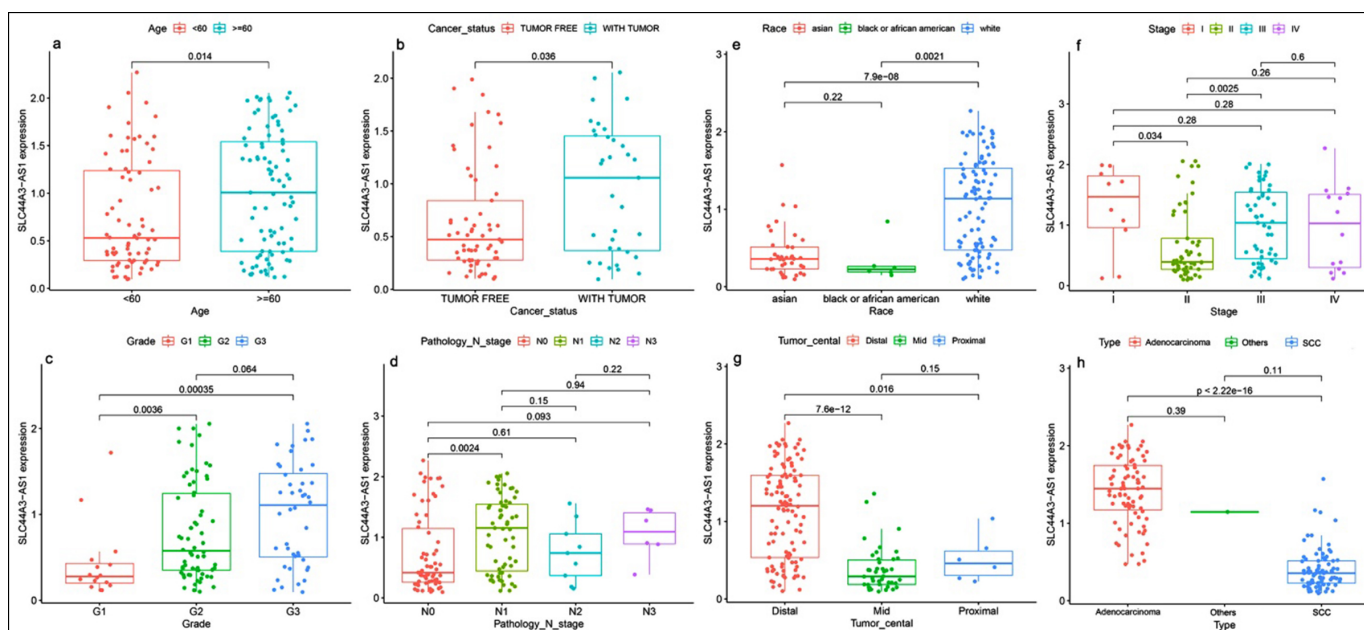 Age <60 >=60
a
0.014
SLC44A3−AS1 expression
2.0
1.5
1.0
0.5
0.0
<60 >=60
Age
Cancer_status TUMOR FREE WITH TUMOR
b
0.036
SLC44A3−AS1 expression
2.0
1.5
1.0
0.5
0.0
TUMOR FREE WITH TUMOR
Cancer_status
Race asian black or african american white
e
0.0021
7.9e−08
0.22
SLC44A3−AS1 expression
3
2
1
0
asian black or african american white
Race
Stage I II III IV
f
0.6
0.26
0.0025
0.28
0.28
0.034
SLC44A3−AS1 expression
3
2
1
0
I II III IV
Stage
Grade G1 G2 G3
c
0.064
0.00035
0.0036
SLC44A3−AS1 expression
2
1
0
G1 G2 G3
Grade
Pathology_N_stage N0 N1 N2 N3
d
0.22
0.94
0.15
0.093
0.61
0.0024
SLC44A3−AS1 expression
3
2
1
0
N0 N1 N2 N3
Pathology_N_stage
Tumor_cental Distal Mid Proximal
g
0.15
0.016
7.6e−12
SLC44A3−AS1 expression
3
2
1
0
Distal Mid Proximal
Tumor_cental
Type Adenocarcinoma Others SCC
h
0.11
p < 2.22e−16
0.39
SLC44A3−AS1 expression
3
2
1
0
Adenocarcinoma Others SCC
Type